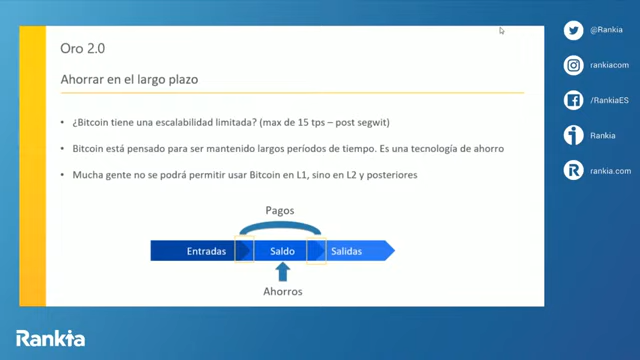 Oro 2.0
Ahorrar en el largo plazo
• ¿Bitcoin tiene una escalabilidad limitada? (max de 15 tps – post segwit)
• Bitcoin está pensado para ser mantenido largos períodos de tiempo. Es una tecnología de ahorro
• Mucha gente no se podrá permitir usar Bitcoin en L1, sino en L2 y posteriores
Pagos
Entradas Saldo Salidas
Ahorros
@Rankia
rankiacom
/RankiaES
Rankia
rankia.com
Rankia